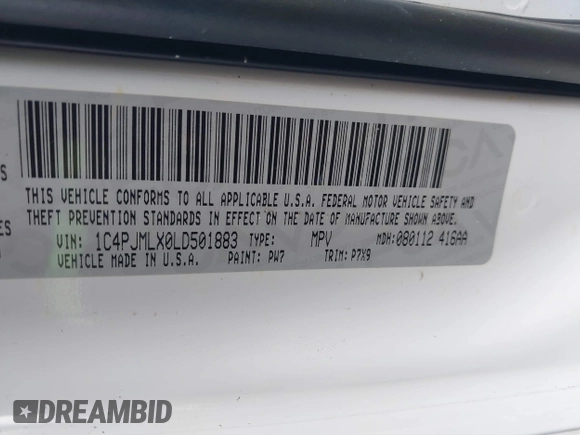 S
THIS VEHICLE CONFORMS TO ALL APPLICABLE U.S.A. FEDERAL MOTOR VEHICLE SAFETY AND
THEFT PREVENTION STANDARDS IN EFFECT ON THE DATE OF MANUFACTURE SHOWN ABOVE.
ES
VIN: 1C4PJMLX0LD501883 TYPE: MPV MDH:080112 416AA
VEHICLE MADE IN U.S.A. PAINT: PW7 TRIM: P7X9
DREAMBID